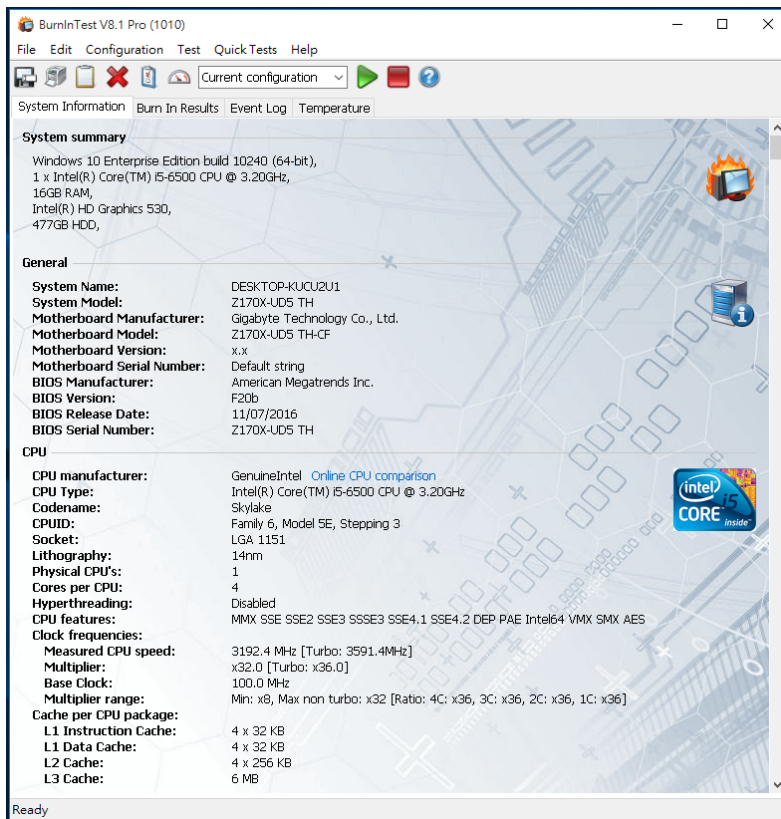 BurnInTest V8.1 Pro (1010)
File Edit Configuration Test Quick Tests Help
Current configuration
System Information Burn In Results Event Log Temperature
System summary
Windows 10 Enterprise Edition build 10240 (64-bit),
1 x Intel(R) Core(TM) i5-6500 CPU @ 3.20GHz,
16GB RAM,
Intel(R) HD Graphics 530,
477GB HDD,
General
System Name: DESKTOP-KUCU2U1
System Model: Z170X-UD5 TH
Motherboard Manufacturer: Gigabyte Technology Co., Ltd.
Motherboard Model: Z170X-UD5 TH-CF
Motherboard Version: x.x
Motherboard Serial Number: Default string
BIOS Manufacturer: American Megatrends Inc.
BIOS Version: F20b
BIOS Release Date: 11/07/2016
BIOS Serial Number: Z170X-UD5 TH
CPU
CPU manufacturer: GenuineIntel Online CPU comparison
CPU Type: Intel(R) Core(TM) i5-6500 CPU @ 3.20GHz
Codename: Skylake
CPUID: Family 6, Model 5E, Stepping 3
Socket: LGA 1151
Lithography: 14nm
Physical CPU's: 1
Cores per CPU: 4
Hyperthreading: Disabled
CPU features: MMX SSE SSE2 SSE3 SSSE3 SSE4.1 SSE4.2 DEP PAE Intel64 VMX SMX AES
Clock frequencies:
Measured CPU speed: 3192.4 MHz [Turbo: 3591.4MHz]
Multiplier: x32.0 [Turbo: x36.0]
Base Clock: 100.0 MHz
Multiplier range: Min: x8, Max non turbo: x32 [Ratio: 4C: x36, 3C: x36, 2C: x36, 1C: x36]
Cache per CPU package:
L1 Instruction Cache: 4 x 32 KB
L1 Data Cache: 4 x 32 KB
L2 Cache: 4 x 256 KB
L3 Cache: 6 MB
(intel) i5
CORE inside™
Ready